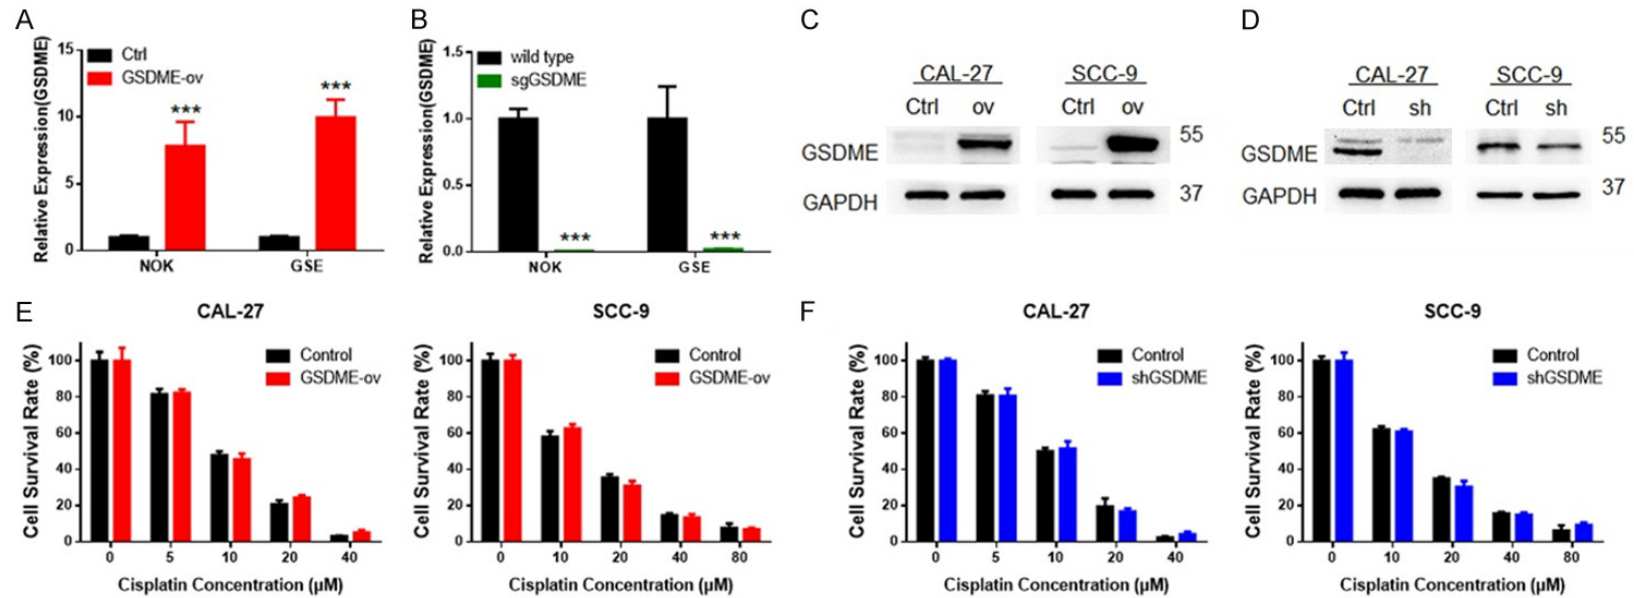 A
Relative Expression(GSDME)
15
10
5
0
Ctrl
GSDME-ov
***
***
NOK
GSE
B
Relative Expression(GSDME)
1.5
1.0
0.5
0.0
wild type
sgGSDME
***
***
NOK
GSE
C
CAL-27
SCC-9
Ctrl
ov
Ctrl
ov
GSDME
55
GAPDH
37
D
CAL-27
SCC-9
Ctrl
sh
Ctrl
sh
GSDME
55
GAPDH
37
E
CAL-27
Cell Survival Rate (%)
100
80
60
40
20
0
Control
GSDME-ov
0 5 10 20 40
Cisplatin Concentration (μM)
SCC-9
Cell Survival Rate (%)
100
80
60
40
20
0
Control
GSDME-ov
0 10 20 40 80
Cisplatin Concentration (μM)
F
CAL-27
Cell Survival Rate (%)
100
80
60
40
20
0
Control
shGSDME
0 5 10 20 40
Cisplatin Concentration (μM)
SCC-9
Cell Survival Rate (%)
100
80
60
40
20
0
Control
shGSDME
0 10 20 40 80
Cisplatin Concentration (μM)